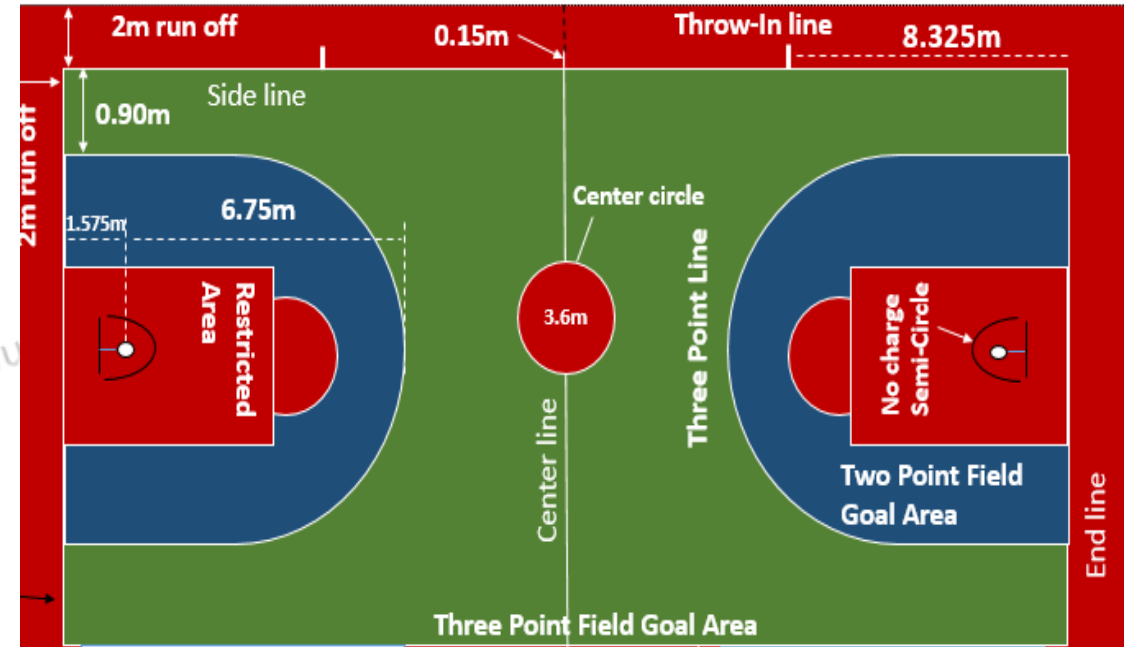 2m run off
0.15m
Throw-In line
8.325m
2m run off
Side line
0.90m
1.575m
6.75m
Center circle
Three Point Line
3.6m
Restricted
Area
No charge
Semi-Circle
Center line
Two Point Field
Goal Area
End line
Three Point Field Goal Area